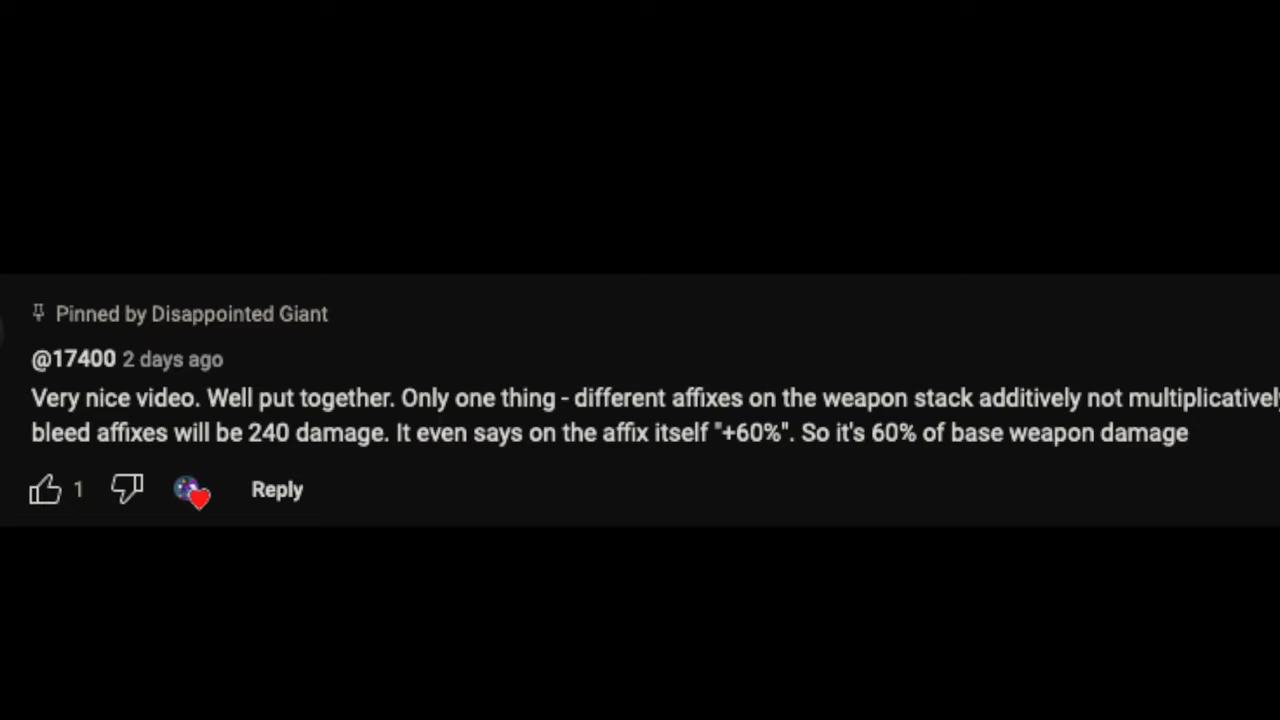 Pinned by Disappointed Giant
@17400 2 days ago
Very nice video. Well put together. Only one thing - different affixes on the weapon stack additively not multiplicatively
bleed affixes will be 240 damage. It even says on the affix itself "+60%". So it's 60% of base weapon damage
1 Reply